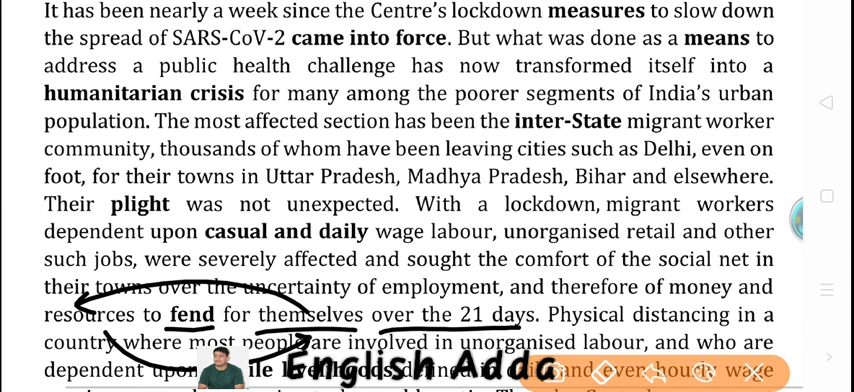 It has been nearly a week since the Centre’s lockdown measures to slow down
the spread of SARS-CoV-2 came into force. But what was done as a means to
address a public health challenge has now transformed itself into a
humanitarian crisis for many among the poorer segments of India’s urban
population. The most affected section has been the inter-State migrant worker
community, thousands of whom have been leaving cities such as Delhi, even on
foot, for their towns in Uttar Pradesh, Madhya Pradesh, Bihar and elsewhere.
Their plight was not unexpected. With a lockdown, migrant workers
dependent upon casual and daily wage labour, unorganised retail and other
such jobs, were severely affected and sought the comfort of the social net in
their towns over the uncertainty of employment, and therefore of money and
resources to fend for themselves over the 21 days. Physical distancing in a
country where most people are involved in unorganised labour, and who are
dependent upon livelihoods defined and even hourly wage
English Adda